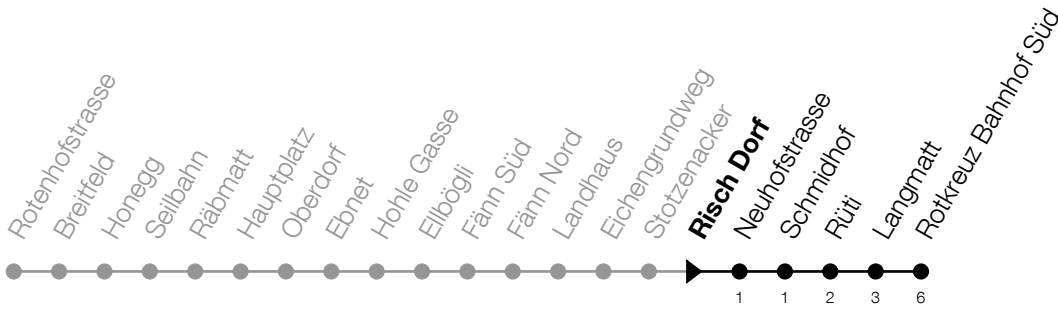 Rotenhofstrasse
Breitfeld
Honegg
Seilbahn
Räbmatt
Hauptplatz
Oberdorf
Ebnet
Hohle Gasse
Ellbögli
Fänn Süd
Fänn Nord
Landhaus
Eichengrundweg
Stotzenacker
Risch Dorf
Neuhofstrasse
Schmidhof
Rüti
Langmatt
Rotkreuz Bahnhof Süd
1 1 2 3 6